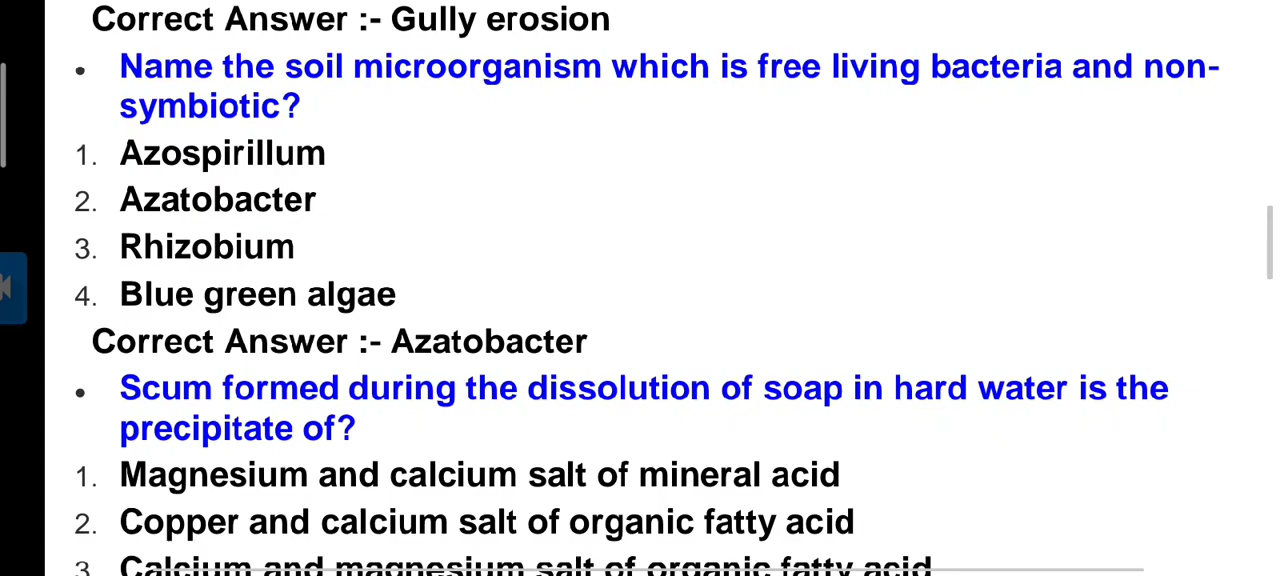 Correct Answer :- Gully erosion
• Name the soil microorganism which is free living bacteria and non-
symbiotic?
1. Azospirillum
2. Azatobacter
3. Rhizobium
4. Blue green algae
Correct Answer :- Azatobacter
• Scum formed during the dissolution of soap in hard water is the
precipitate of?
1. Magnesium and calcium salt of mineral acid
2. Copper and calcium salt of organic fatty acid
3. Calcium and magnesium salt of organic fatty acid